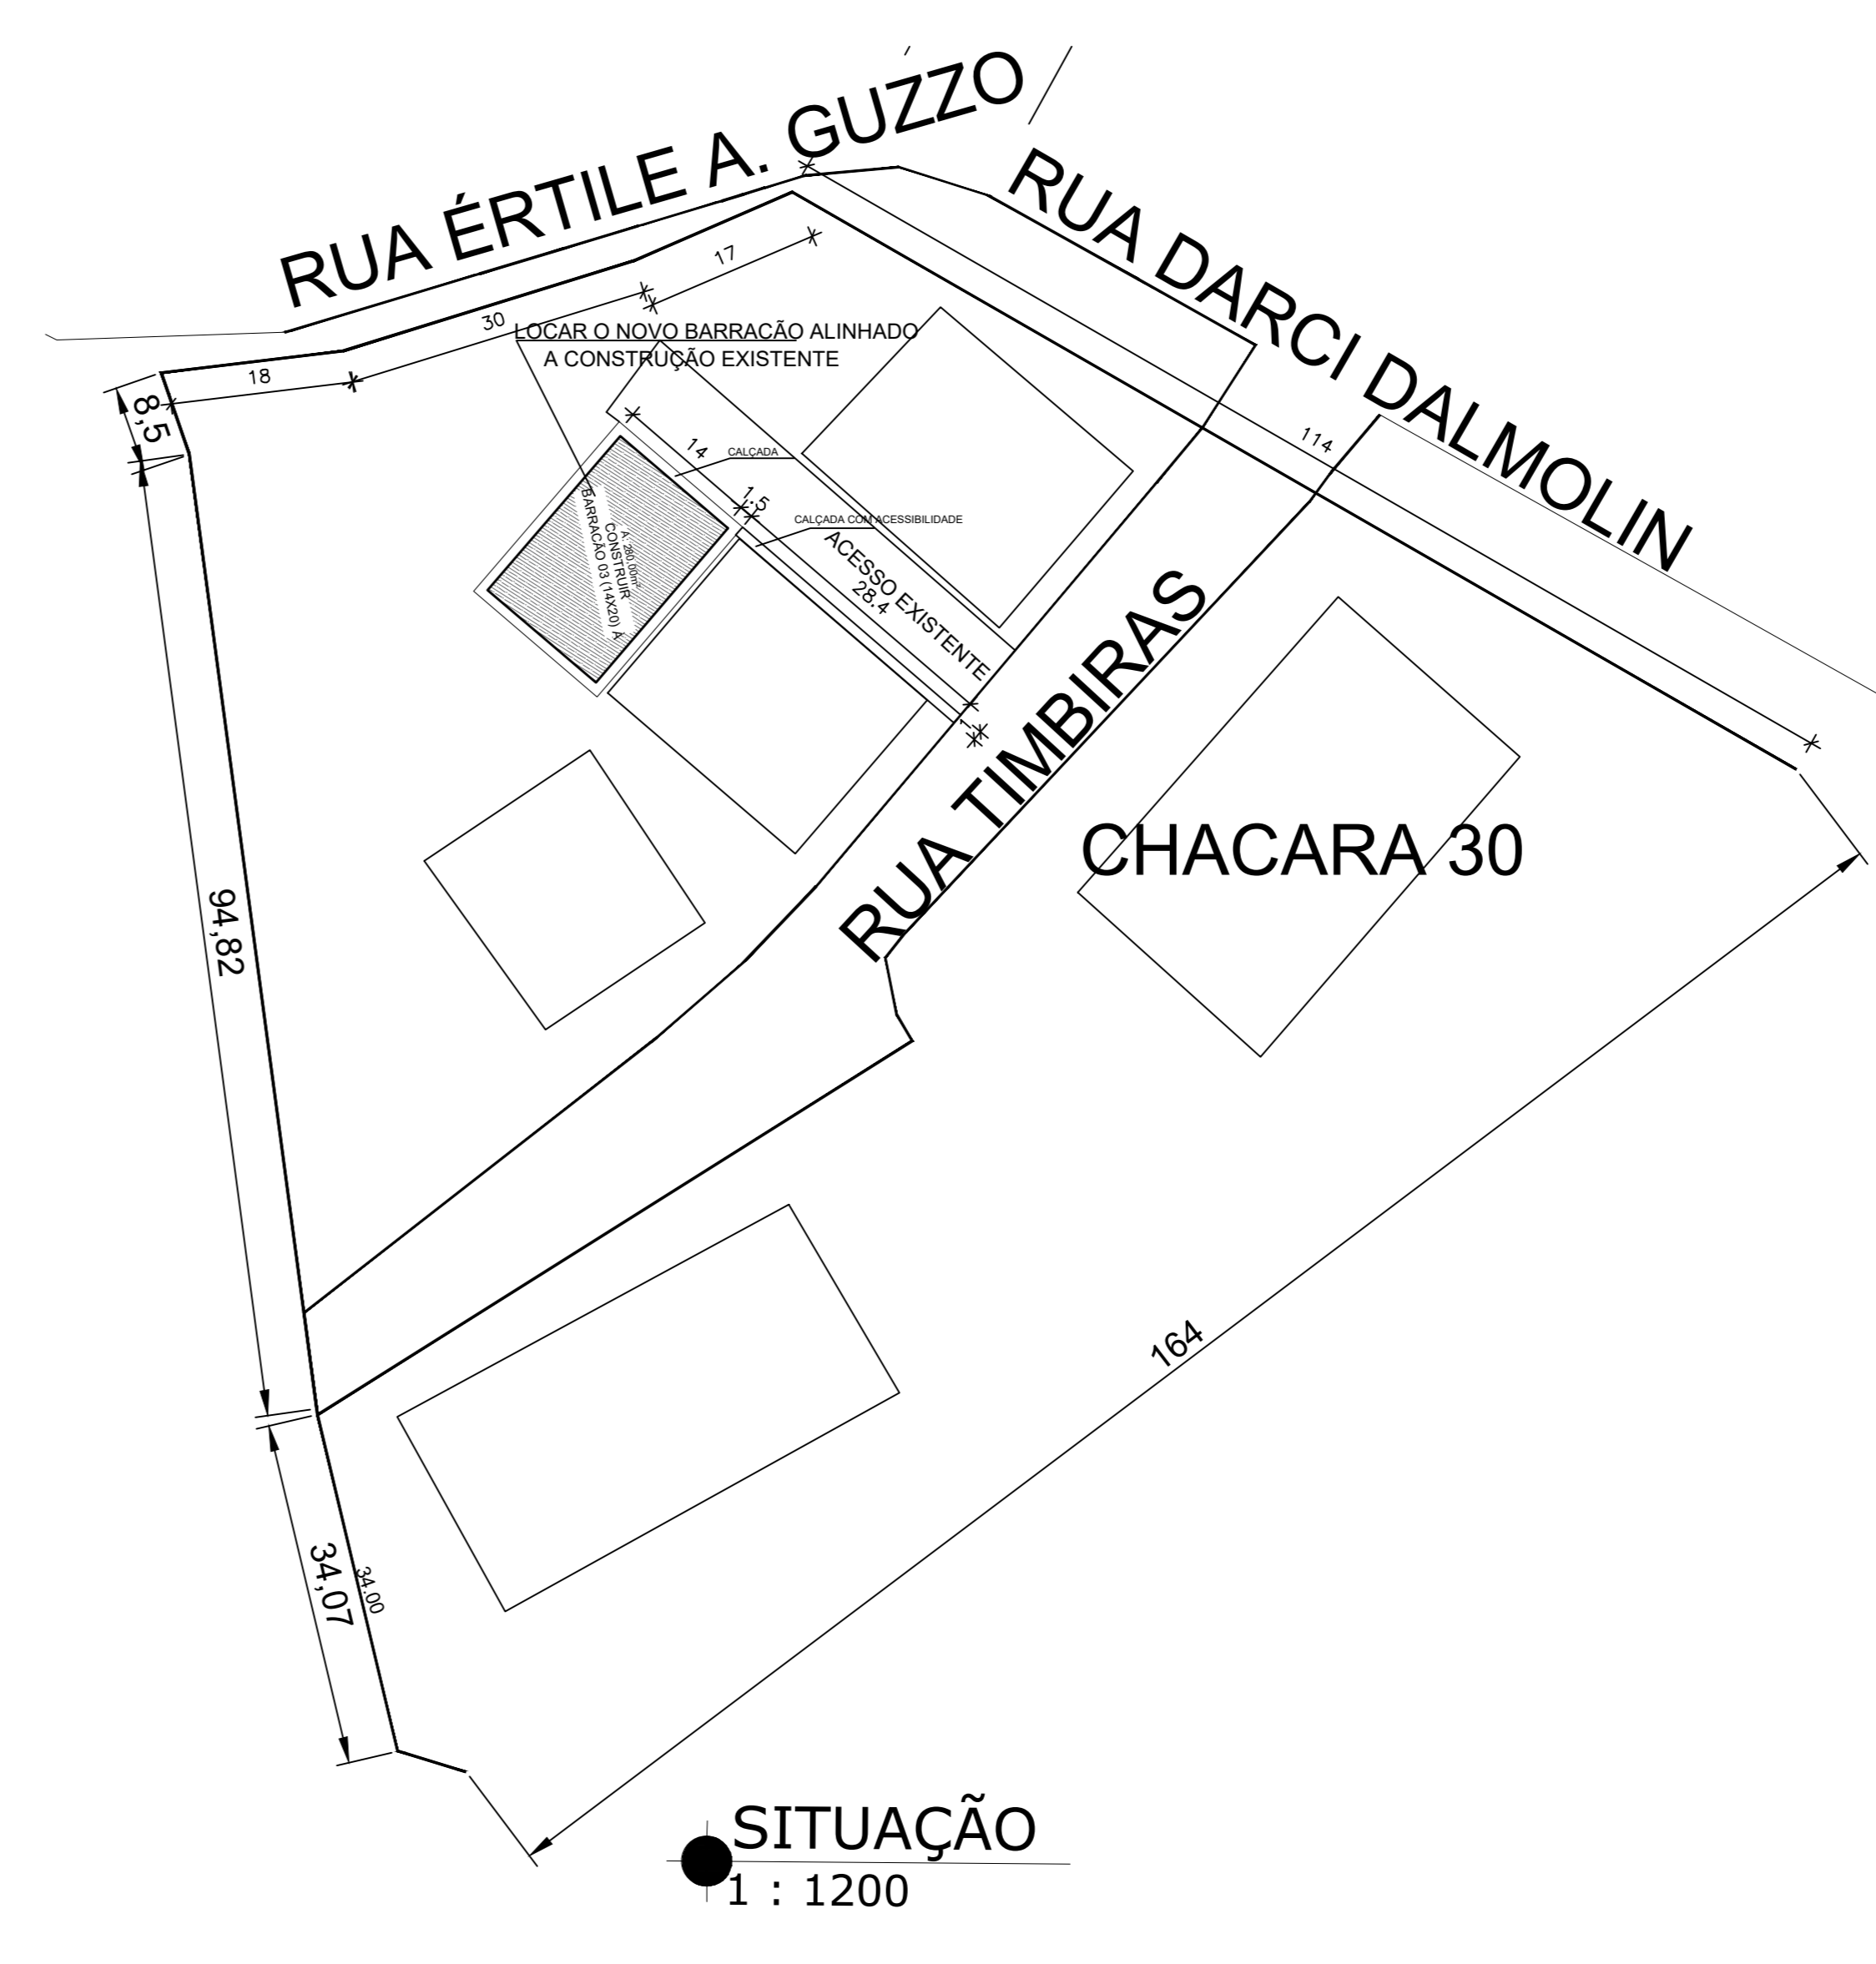 RUA ÉRTILE A. GUZZO
RUA DARCI DALMOLIN
17
30
18
8,5
LOCAR O NOVO BARRACÃO ALINHADO
A CONSTRUÇÃO EXISTENTE
114
14
CALÇADA
1.5
CALÇADA COM ACESSIBILIDADE
ACESSO EXISTENTE
28.4
BARRACÃO 03 (14X20) À
CONSTRUIR
A: 280.00m²
1
RUA TIMBIRAS
CHACARA 30
94,82
164
34,07
34.00
SITUAÇÃO
1 : 1200